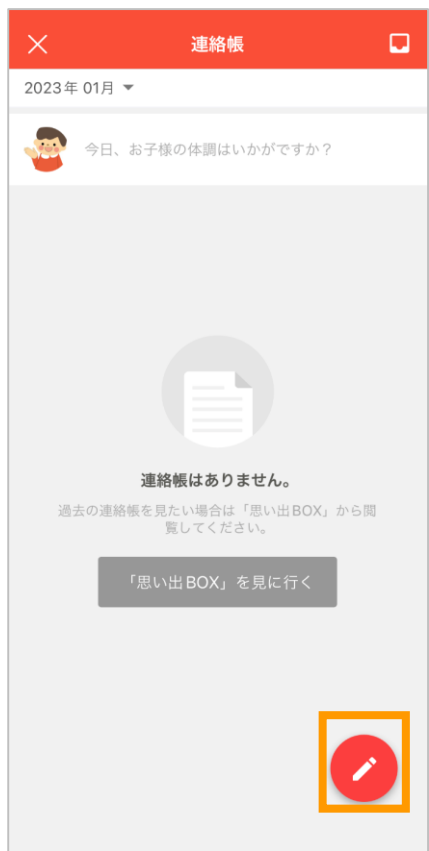 連絡帳
2023年 01月
今日、お子様の体調はいかがですか？
連絡帳はありません。
過去の連絡帳を見たい場合は「思い出BOX」から閲
覧してください。
「思い出BOX」を見に行く